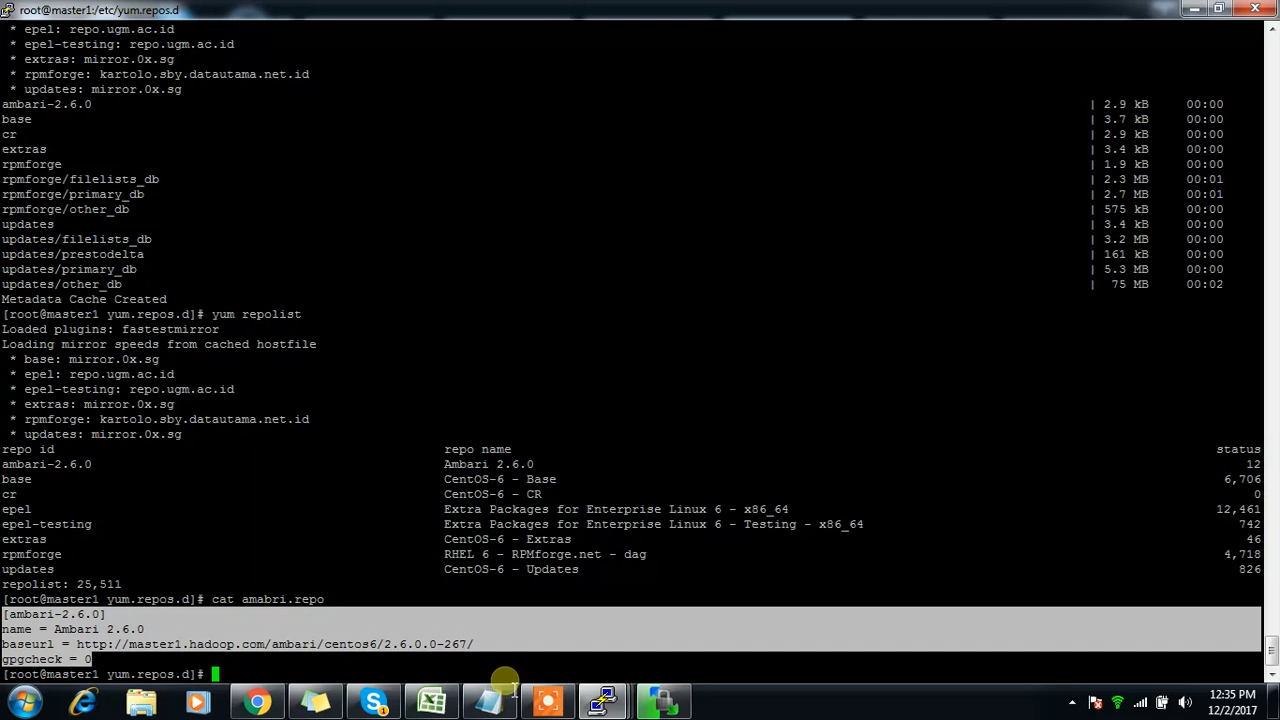 root@master1:/etc/yum.repos.d
* epel: repo.ugm.ac.id
* epel-testing: repo.ugm.ac.id
* extras: mirror.0x.sg
* rpmforge: kartolo.sby.datautama.net.id
* updates: mirror.0x.sg
ambari-2.6.0 | 2.9 kB 00:00
base | 3.7 kB 00:00
cr | 2.9 kB 00:00
extras | 3.4 kB 00:00
rpmforge | 1.9 kB 00:00
rpmforge/filelists_db | 2.3 MB 00:01
rpmforge/primary_db | 2.7 MB 00:01
rpmforge/other_db | 575 kB 00:00
updates | 3.4 kB 00:00
updates/filelists_db | 3.2 MB 00:00
updates/prestodelta | 161 kB 00:00
updates/primary_db | 5.3 MB 00:00
updates/other_db | 75 MB 00:02
Metadata Cache Created
[root@master1 yum.repos.d]# yum repolist
Loaded plugins: fastestmirror
Loading mirror speeds from cached hostfile
* base: mirror.0x.sg
* epel: repo.ugm.ac.id
* epel-testing: repo.ugm.ac.id
* extras: mirror.0x.sg
* rpmforge: kartolo.sby.datautama.net.id
* updates: mirror.0x.sg
repo id repo name status
ambari-2.6.0 Ambari 2.6.0 12
base CentOS-6 - Base 6,706
cr CentOS-6 - CR 0
epel Extra Packages for Enterprise Linux 6 - x86_64 12,461
epel-testing Extra Packages for Enterprise Linux 6 - Testing - x86_64 742
extras CentOS-6 - Extras 46
rpmforge RHEL 6 - RPMforge.net - dag 4,718
updates CentOS-6 - Updates 826
repolist: 25,511
[root@master1 yum.repos.d]# cat amabri.repo
[ambari-2.6.0]
name = Ambari 2.6.0
baseurl = http://master1.hadoop.com/ambari/centos6/2.6.0.0-267/
gpgcheck = 0
[root@master1 yum.repos.d]#
12:35 PM
12/2/2017